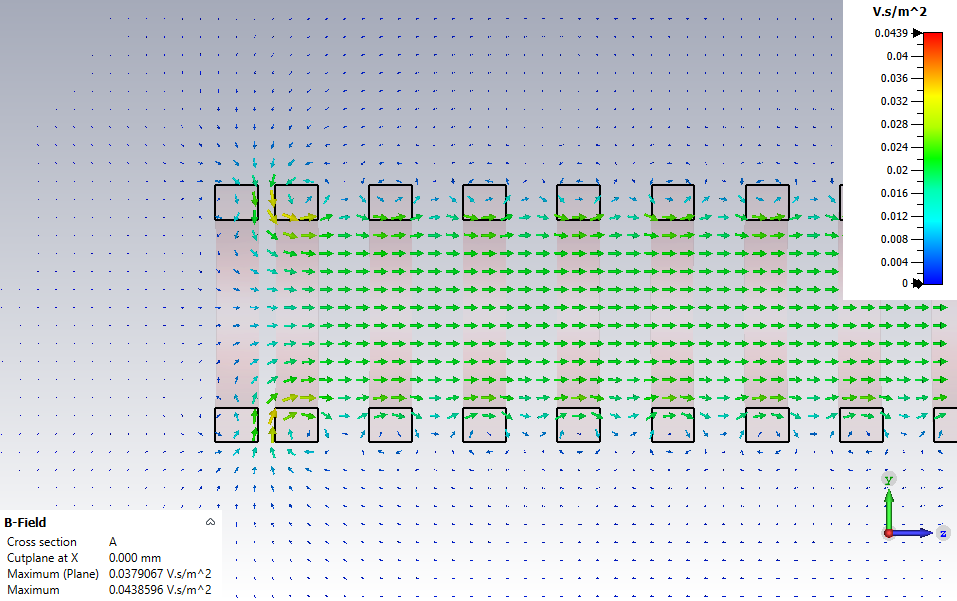 V.s/m^2
0.0439
0.04
0.036
0.032
0.028
0.024
0.02
0.016
0.012
0.008
0.004
0
y
z
B-Field
Cross section A
Cutplane at X 0.000 mm
Maximum (Plane) 0.0379067 V.s/m^2
Maximum 0.0438596 V.s/m^2